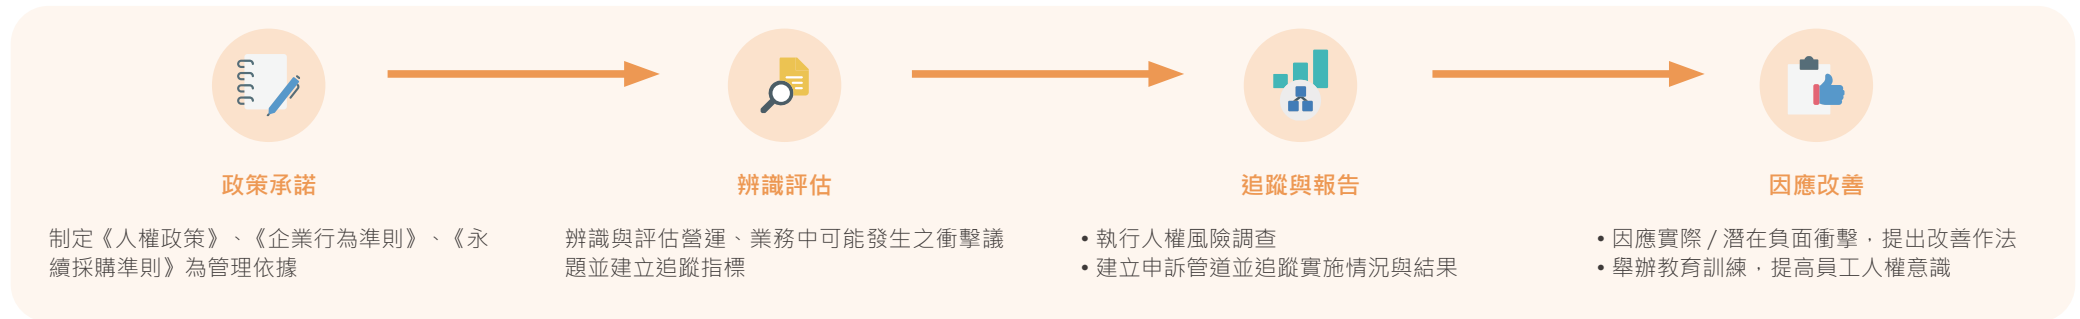 政策承諾
制定《人權政策》、《企業行為準則》、《永
續採購準則》為管理依據
辨識評估
辨識與評估營運、業務中可能發生之衝擊議
題並建立追蹤指標
追蹤與報告
• 執行人權風險調查
• 建立申訴管道並追蹤實施情況與結果
因應改善
• 因應實際 / 潛在負面衝擊，提出改善作法
• 舉辦教育訓練，提高員工人權意識